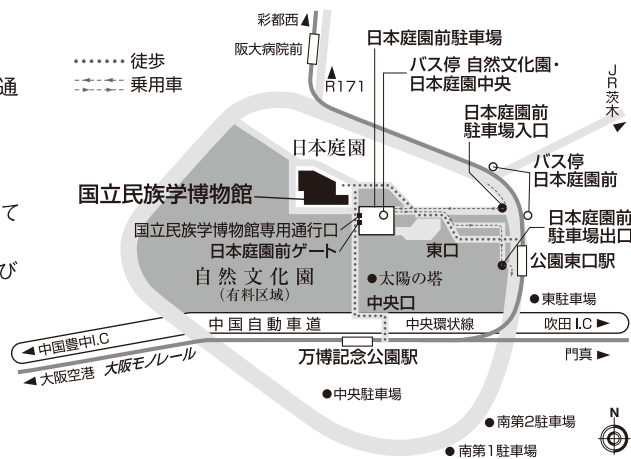 彩都西▲
阪大病院前
徒歩
乗用車
通
て
び
日本庭園前駐車場
バス停 自然文化園・
日本庭園中央
▲
R171
JR茨木
日本庭園前
駐車場入口
日本庭園
バス停
日本庭園前
国立民族学博物館
国立民族学博物館専用通行口
日本庭園前ゲート
日本庭園前
駐車場出口
東口
公園東口駅
自然文化園
(有料区域)
●太陽の塔
中央口
●東駐車場
中国自動車道
中央環状線
吹田I.C▶
◀中国豊中I.C
◀大阪空港 大阪モノレール
万博記念公園駅
門真▶
●中央駐車場
●南第2駐車場
●南第1駐車場
N